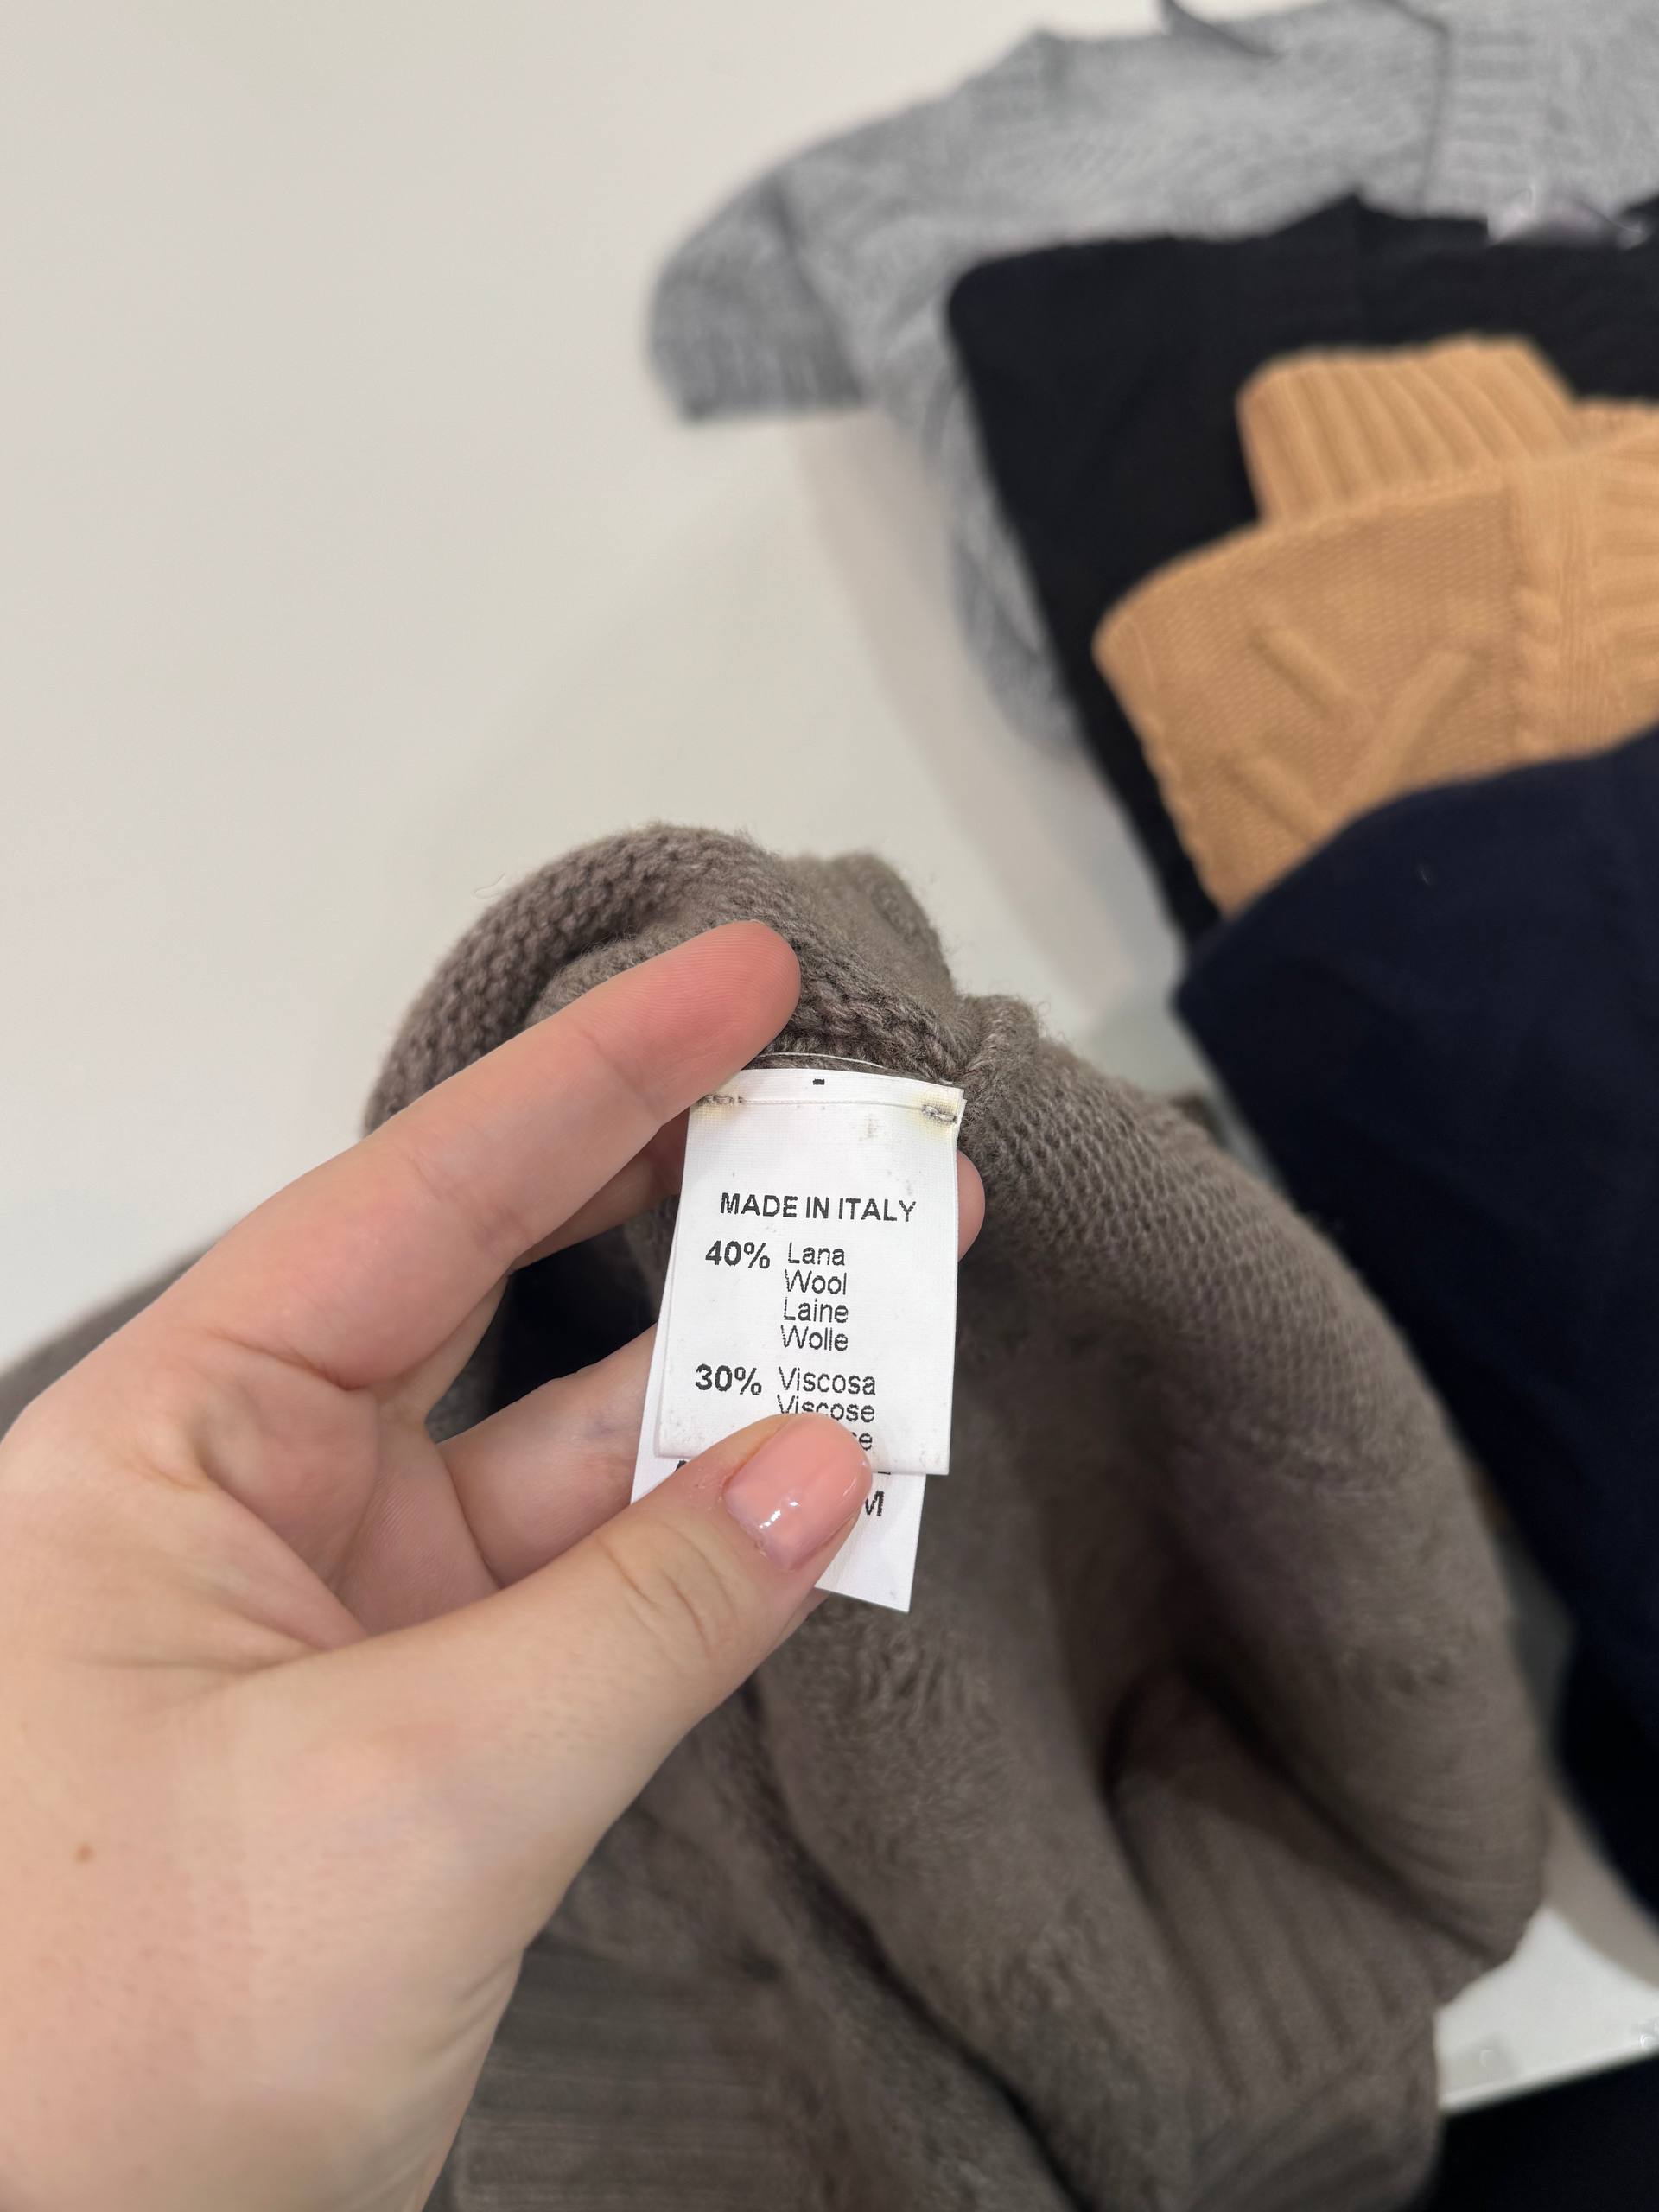 MADE IN ITALY
40% Lana
Wool
Laine
Wolle
30% Viscosa
Viscose